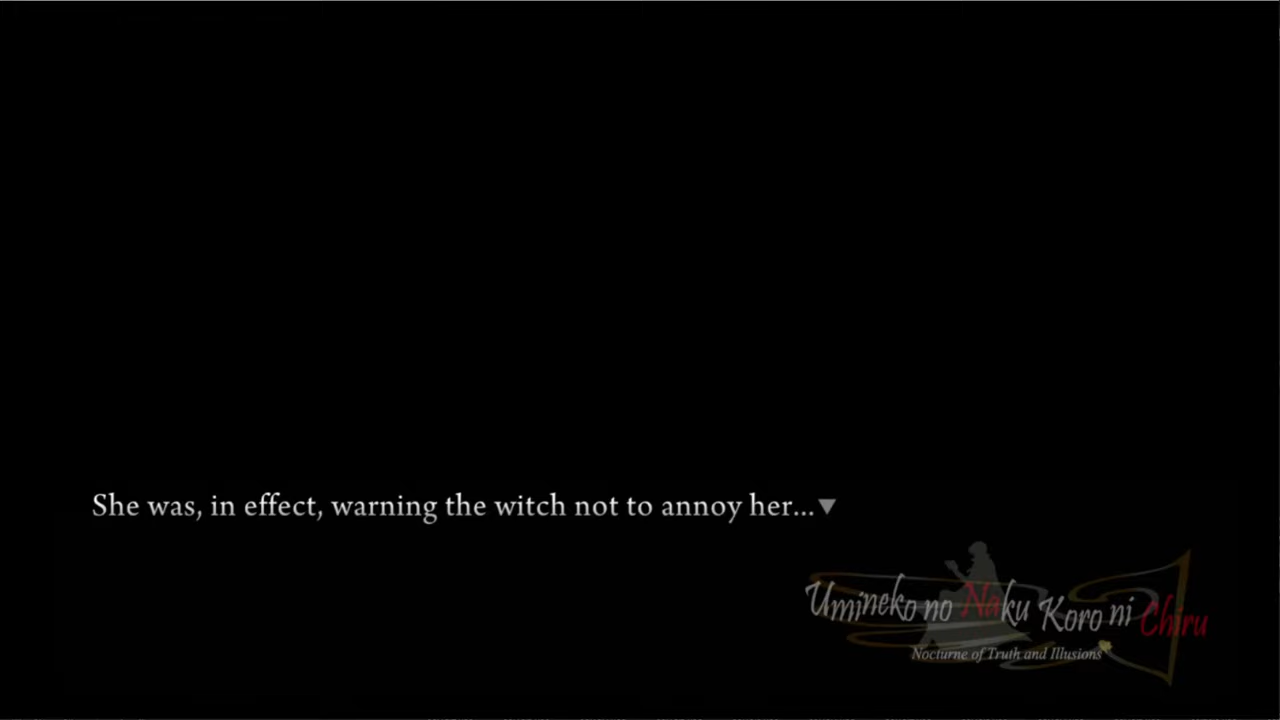 She was, in effect, warning the witch not to annoy her...
Umineko no Naku Koro ni Chiru
Nocturne of Truth and Illusions